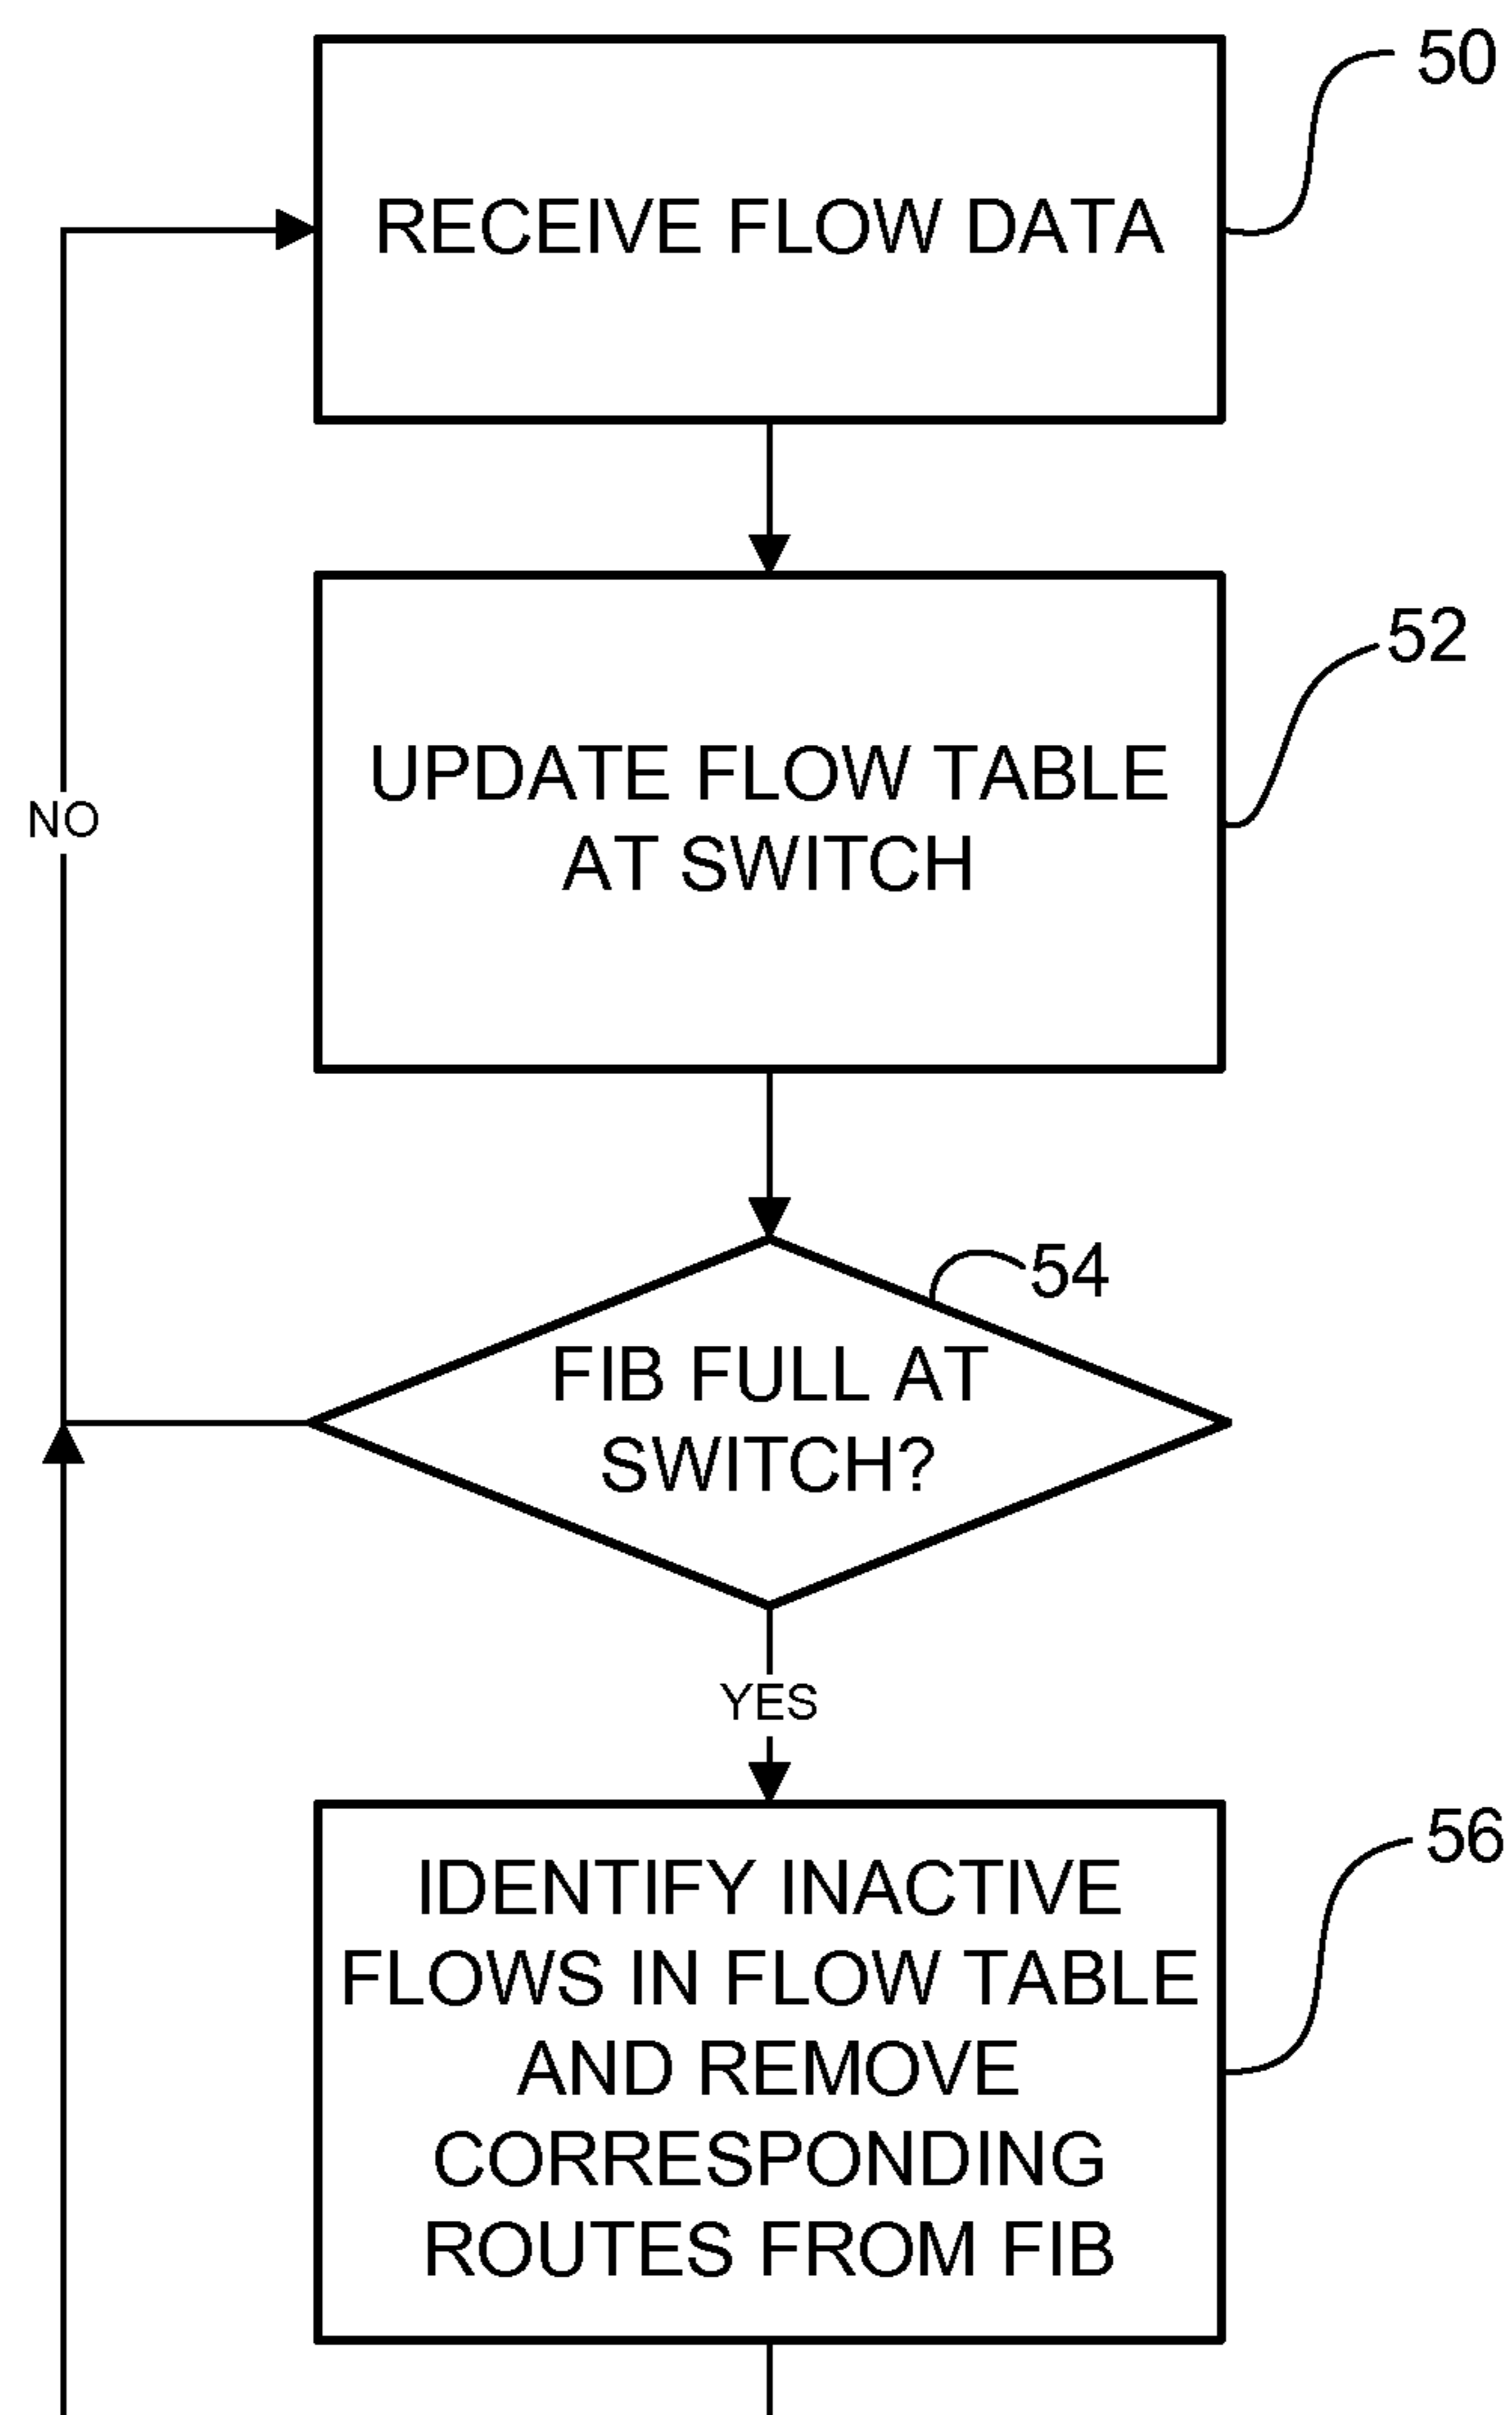 50
RECEIVE FLOW DATA
52
UPDATE FLOW TABLE
AT SWITCH
NO
54
FIB FULL AT
SWITCH?
YES
56
IDENTIFY INACTIVE
FLOWS IN FLOW TABLE
AND REMOVE
CORRESPONDING
ROUTES FROM FIB